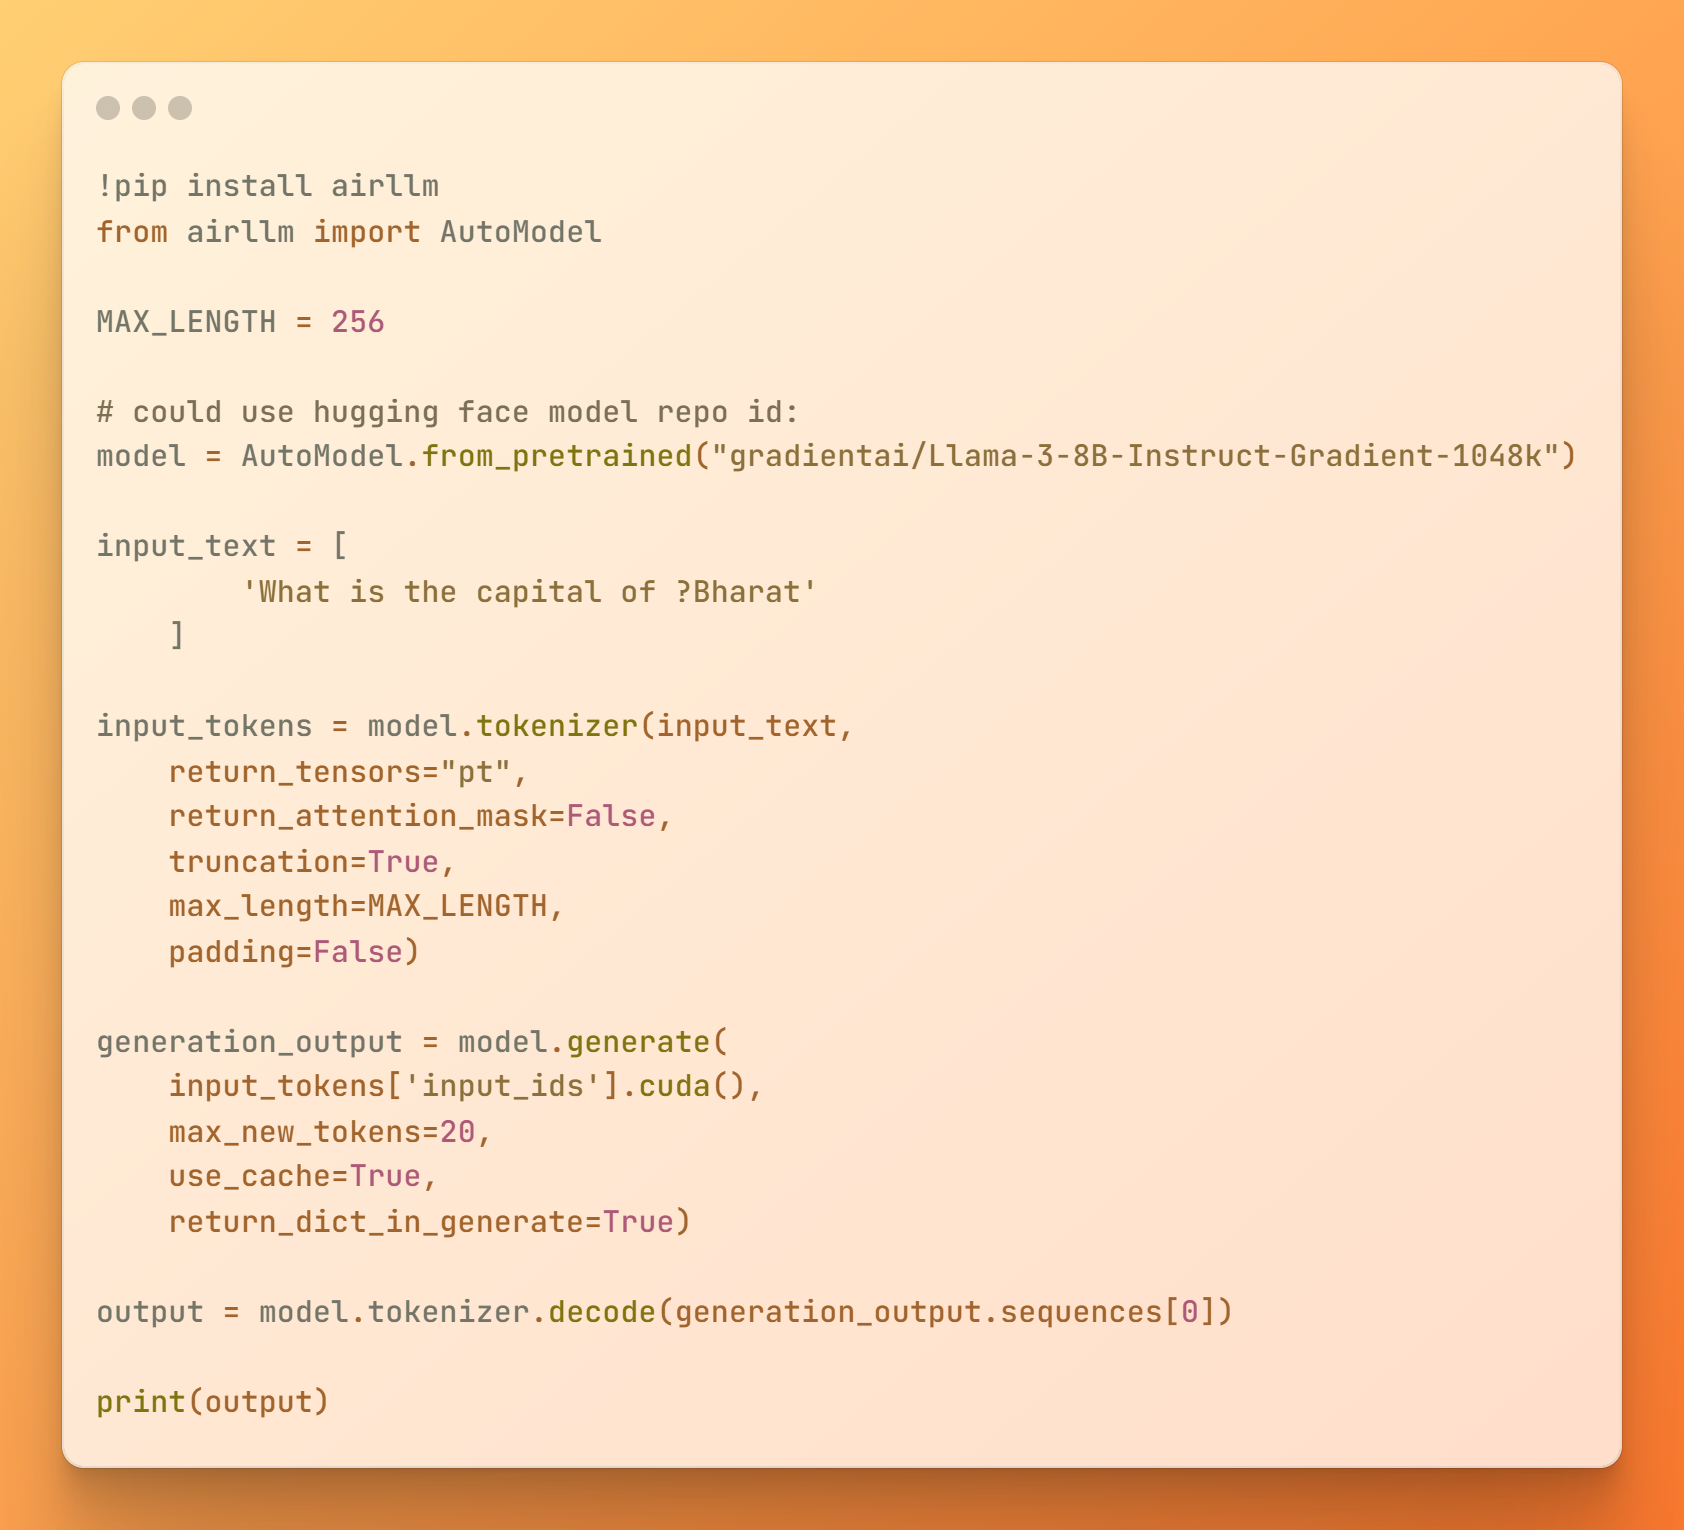 !pip install airllm
from airllm import AutoModel
MAX_LENGTH = 256
# could use hugging face model repo id:
model = AutoModel.from_pretrained("gradientai/Llama-3-8B-Instruct-Gradient-1048k")
input_text = [
        'What is the capital of ?Bharat'
    ]
input_tokens = model.tokenizer(input_text,
    return_tensors="pt",
    return_attention_mask=False,
    truncation=True,
    max_length=MAX_LENGTH,
    padding=False)
generation_output = model.generate(
    input_tokens['input_ids'].cuda(),
    max_new_tokens=20,
    use_cache=True,
    return_dict_in_generate=True)
output = model.tokenizer.decode(generation_output.sequences[0])
print(output)